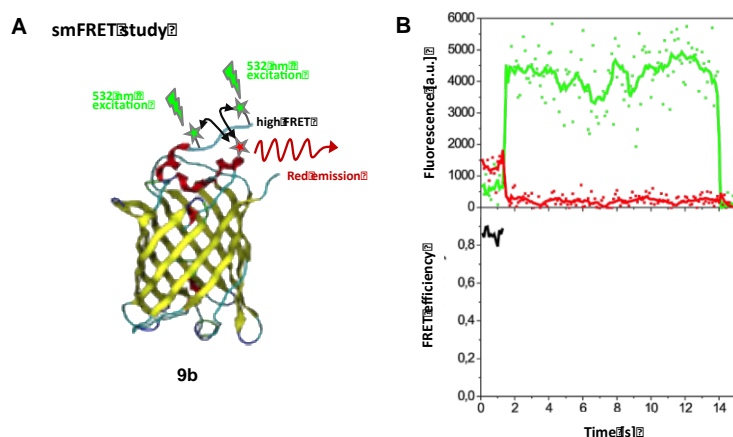 A
smFRET study
532 nm
excitation
532 nm
excitation
high FRET
Red emission
9b
B
Fluorescence [a.u.]
6000
5000
4000
3000
2000
1000
0
FRET efficiency
0,8
0,6
0,4
0,2
0,0
0 2 4 6 8 10 12 14
Time [s]